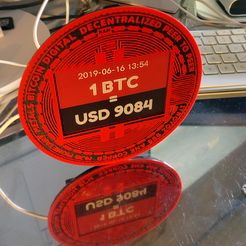 BITCOIN DIGITAL DECENTRALIZED PEER TO PEER
2019-06-16 13:54
1 BTC
=
USD 9084